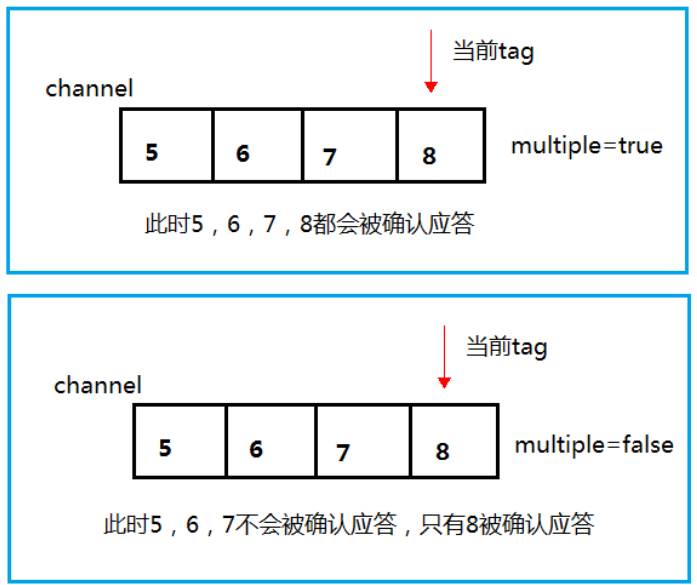 当前tag
channel
5 6 7 8
multiple=true
此时5，6，7，8都会被确认应答
当前tag
channel
5 6 7 8
multiple=false
此时5，6，7不会被确认应答，只有8被确认应答